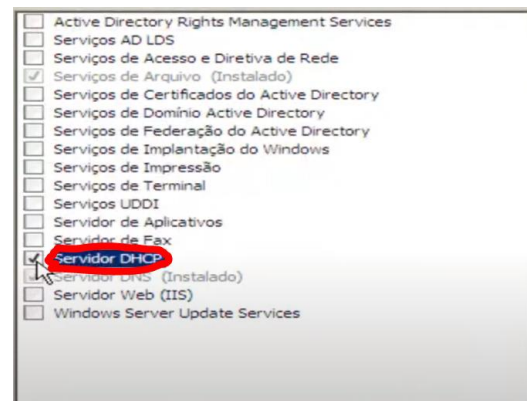 Active Directory Rights Management Services
Serviços AD LDS
Serviços de Acesso e Diretiva de Rede
Serviços de Arquivo (Instalado)
Serviços de Certificados do Active Directory
Serviços de Domínio Active Directory
Serviços de Federação do Active Directory
Serviços de Implantação do Windows
Serviços de Impressão
Serviços de Terminal
Serviços UDDI
Servidor de Aplicativos
Servidor de Fax
Servidor DHCP
Servidor DNS (Instalado)
Servidor Web (IIS)
Windows Server Update Services